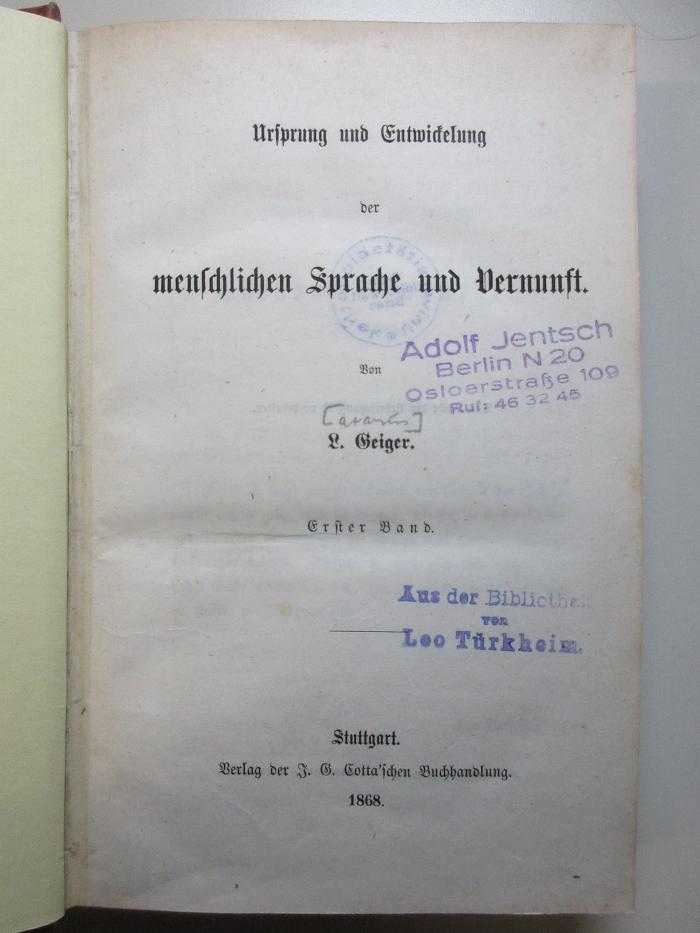 Ursprung und Entwickelung
der
menschlichen Sprache und Vernunft.
Von
Adolf Jentsch
Berlin N 20
Osloerstraße 109
Ruf: 46 32 45
[azarus]
L. Geiger.
Erster Band.
Aus der Bibliothek
von
Leo Türkheim.
Stuttgart.
Verlag der J. G. Cotta'schen Buchhandlung.
1868.